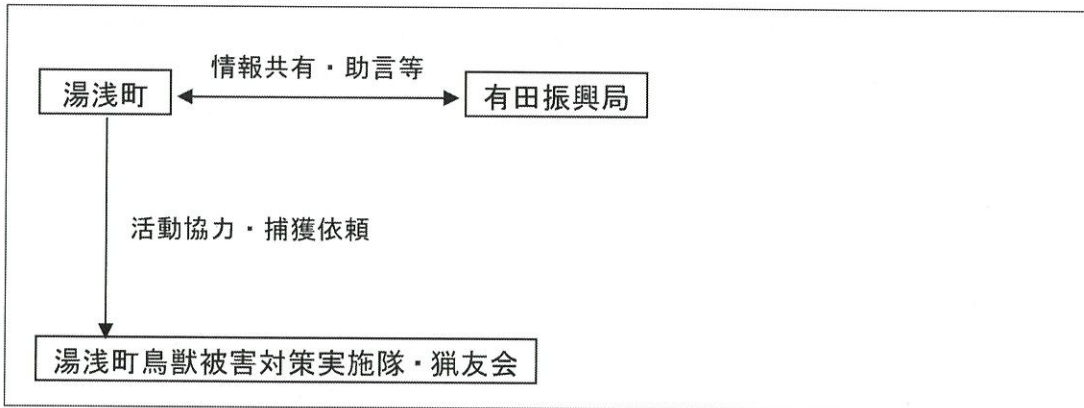 情報共有・助言等
湯浅町
有田振興局
活動協力・捕獲依頼
湯浅町鳥獣被害対策実施隊・猟友会